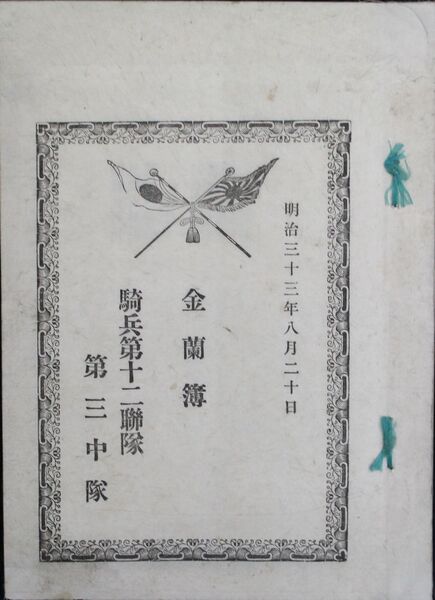 明治三十三年八月二十日
金蘭簿
騎兵第十二聯隊
第三中隊